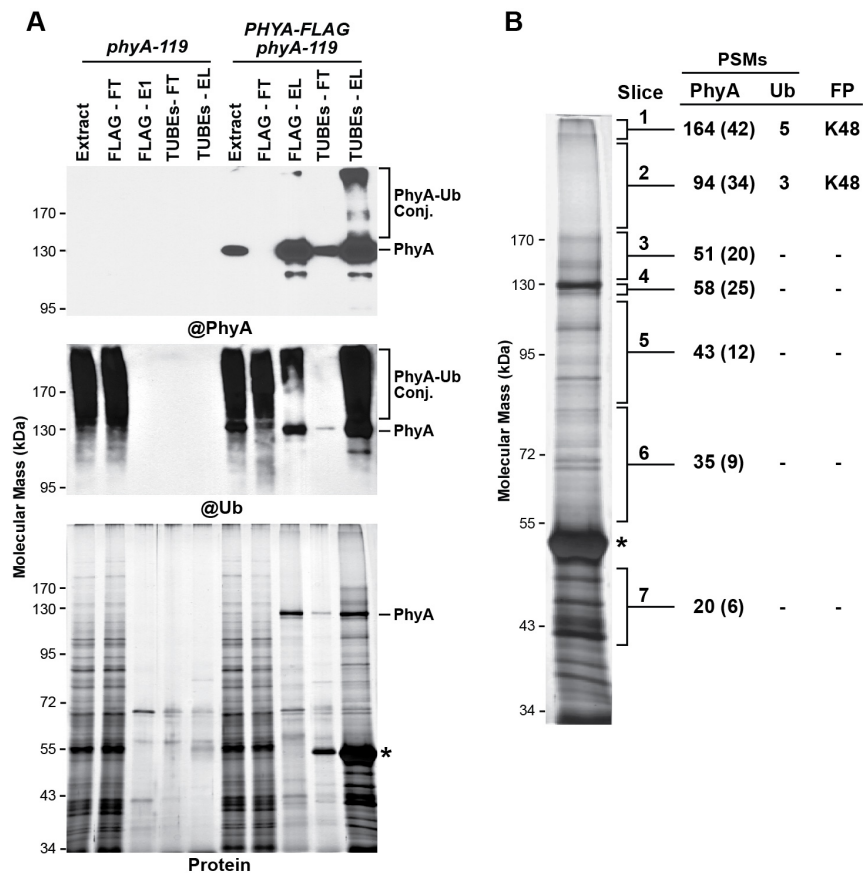 A
phyA-119
PHYA-FLAG
phyA-119
Extract
FLAG - FT
FLAG - E1
TUBEs- FT
TUBEs - EL
Extract
FLAG - FT
FLAG - EL
TUBEs - FT
TUBEs - EL
170
130
95
PhyA-Ub
Conj.
PhyA
@PhyA
170
130
95
PhyA-Ub
Conj.
PhyA
@Ub
Molecular Mass (kDa)
170
130
95
72
55
43
34
PhyA
*
Protein
B
PSMs
Slice PhyA Ub FP
1 164 (42) 5 K48
2 94 (34) 3 K48
3 51 (20) - -
4 58 (25) - -
5 43 (12) - -
6 35 (9) - -
7 20 (6) - -
Molecular Mass (kDa)
170
130
95
72
55
43
34
*